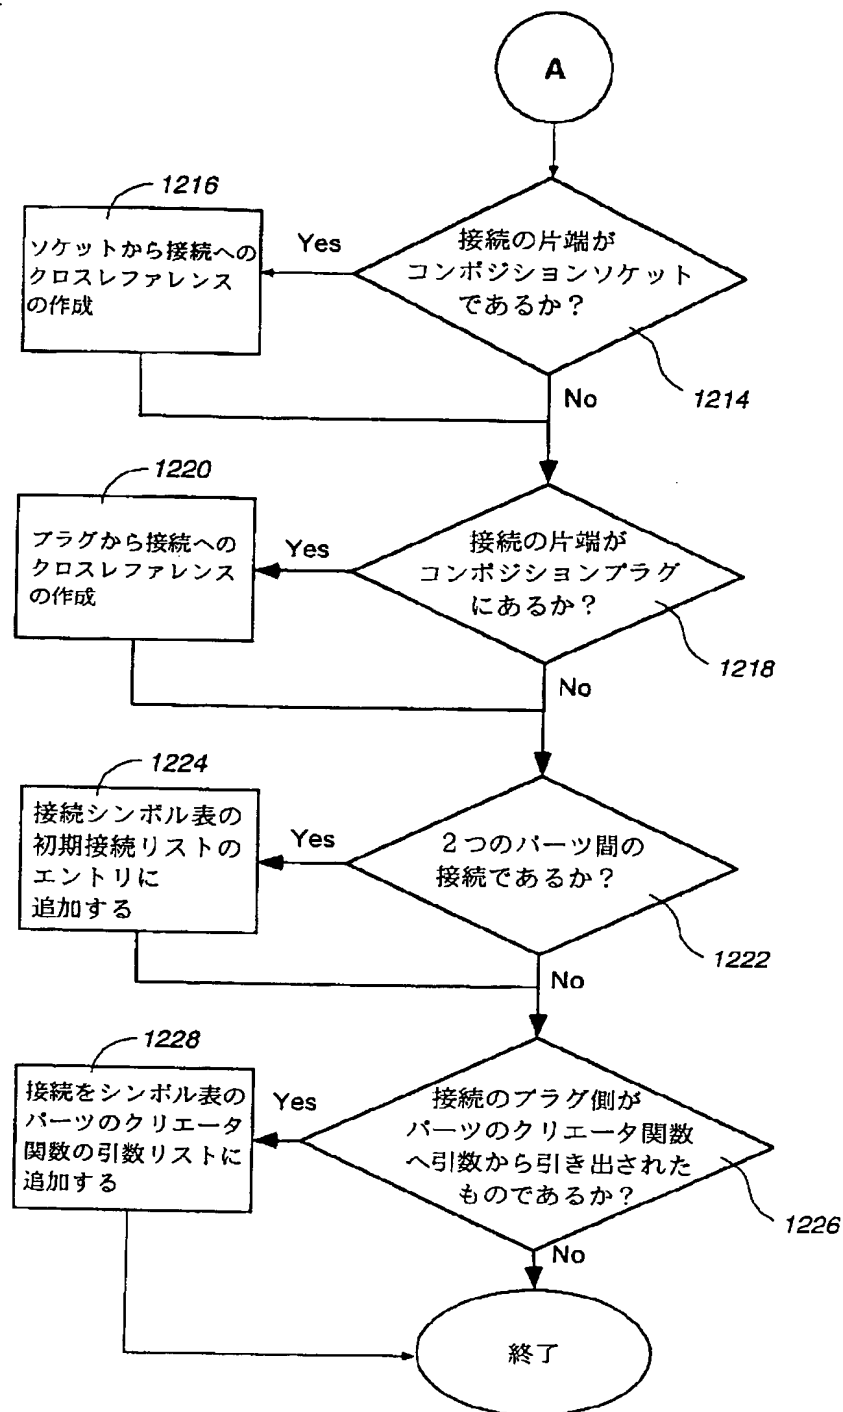 A
1216
ソケットから接続への
クロスレファレンス
の作成
Yes
接続の片端が
コンポジションソケット
であるか？
1214
No
1220
プラグから接続への
クロスレファレンス
の作成
Yes
接続の片端が
コンポジションプラグ
にあるか？
1218
No
1224
接続シンボル表の
初期接続リストの
エントリに
追加する
Yes
２つのパーツ間の
接続であるか？
1222
No
1228
接続をシンボル表の
パーツのクリエータ
関数の引数リストに
追加する
Yes
接続のプラグ側が
パーツのクリエータ関数
へ引数から引き出された
ものであるか？
1226
No
終了